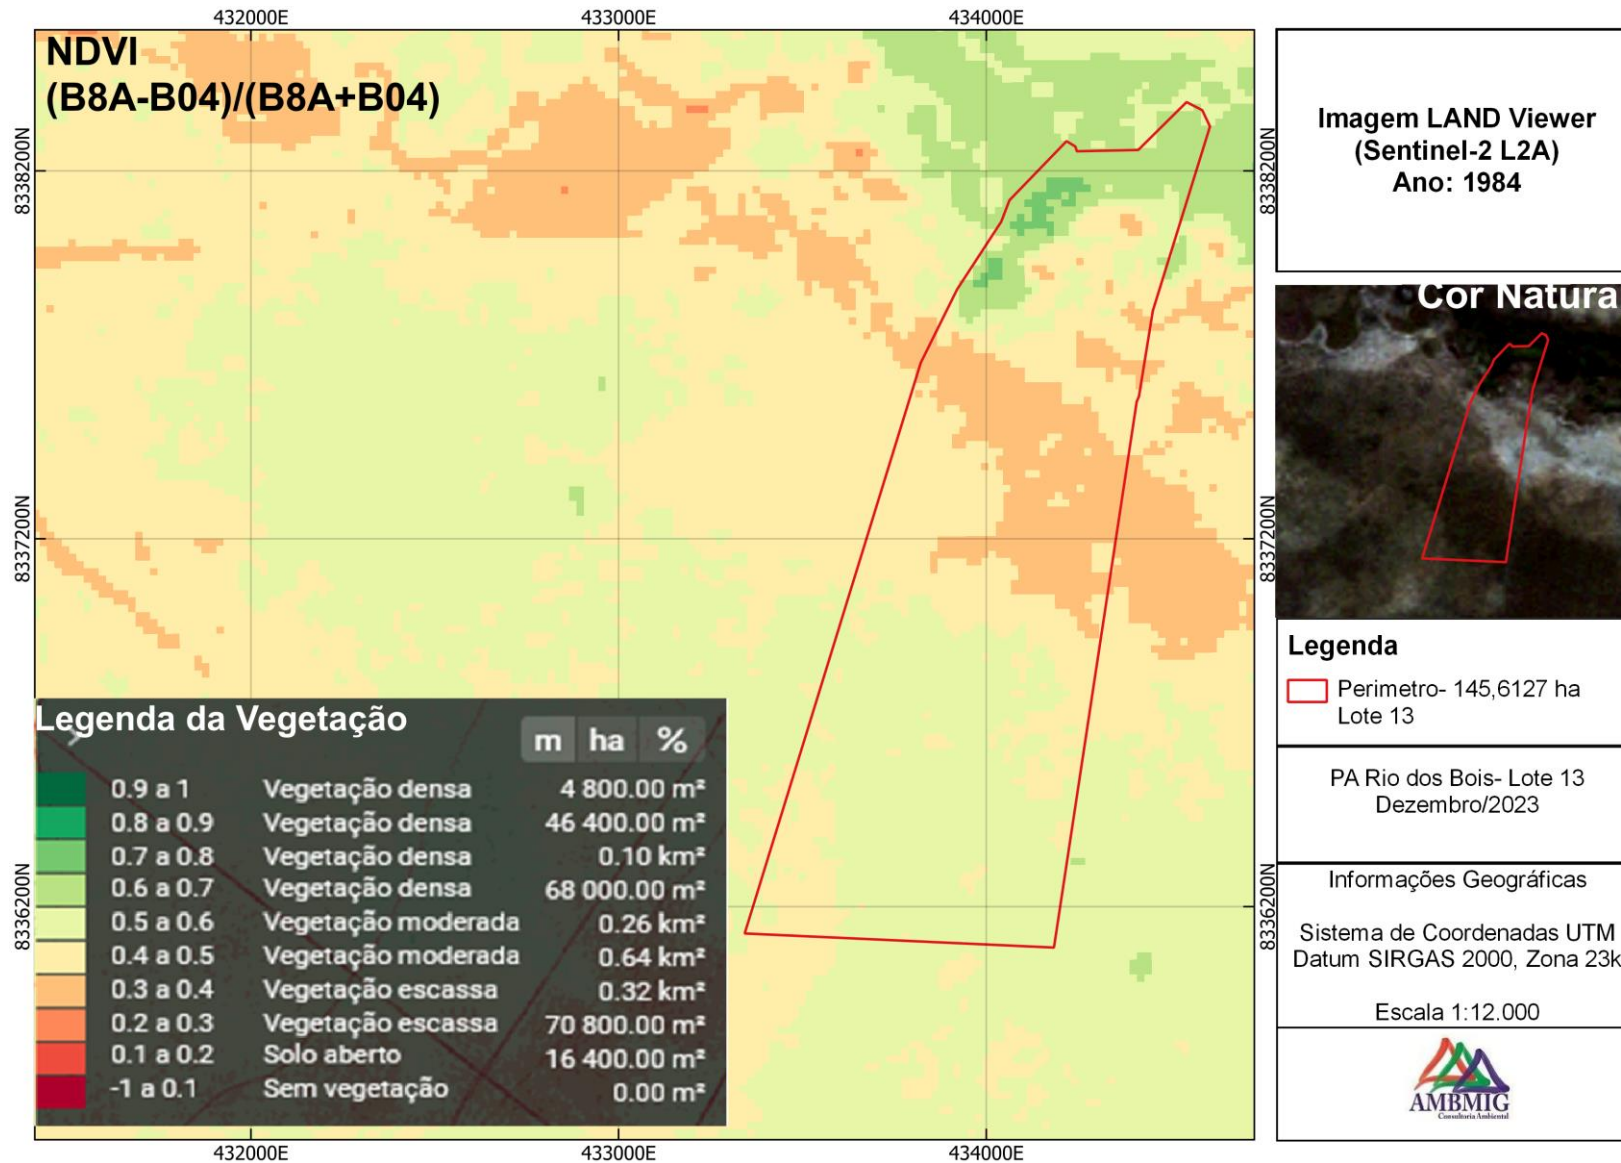 432000E
433000E
434000E
NDVI
(B8A-B04)/(B8A+B04)
8338200N
8337200N
8336200N
8338200N
8337200N
8336200N
Legenda da Vegetação
m ha %
0.9 a 1 Vegetação densa 4 800.00 m²
0.8 a 0.9 Vegetação densa 46 400.00 m²
0.7 a 0.8 Vegetação densa 0.10 km²
0.6 a 0.7 Vegetação densa 68 000.00 m²
0.5 a 0.6 Vegetação moderada 0.26 km²
0.4 a 0.5 Vegetação moderada 0.64 km²
0.3 a 0.4 Vegetação escassa 0.32 km²
0.2 a 0.3 Vegetação escassa 70 800.00 m²
0.1 a 0.2 Solo aberto 16 400.00 m²
-1 a 0.1 Sem vegetação 0.00 m²
432000E
433000E
434000E
Imagem LAND Viewer
(Sentinel-2 L2A)
Ano: 1984
Cor Natura
Legenda
Perimetro- 145,6127 ha
Lote 13
PA Rio dos Bois- Lote 13
Dezembro/2023
Informações Geográficas
Sistema de Coordenadas UTM
Datum SIRGAS 2000, Zona 23k
Escala 1:12.000
AMBMIG
Consultoria Ambiental